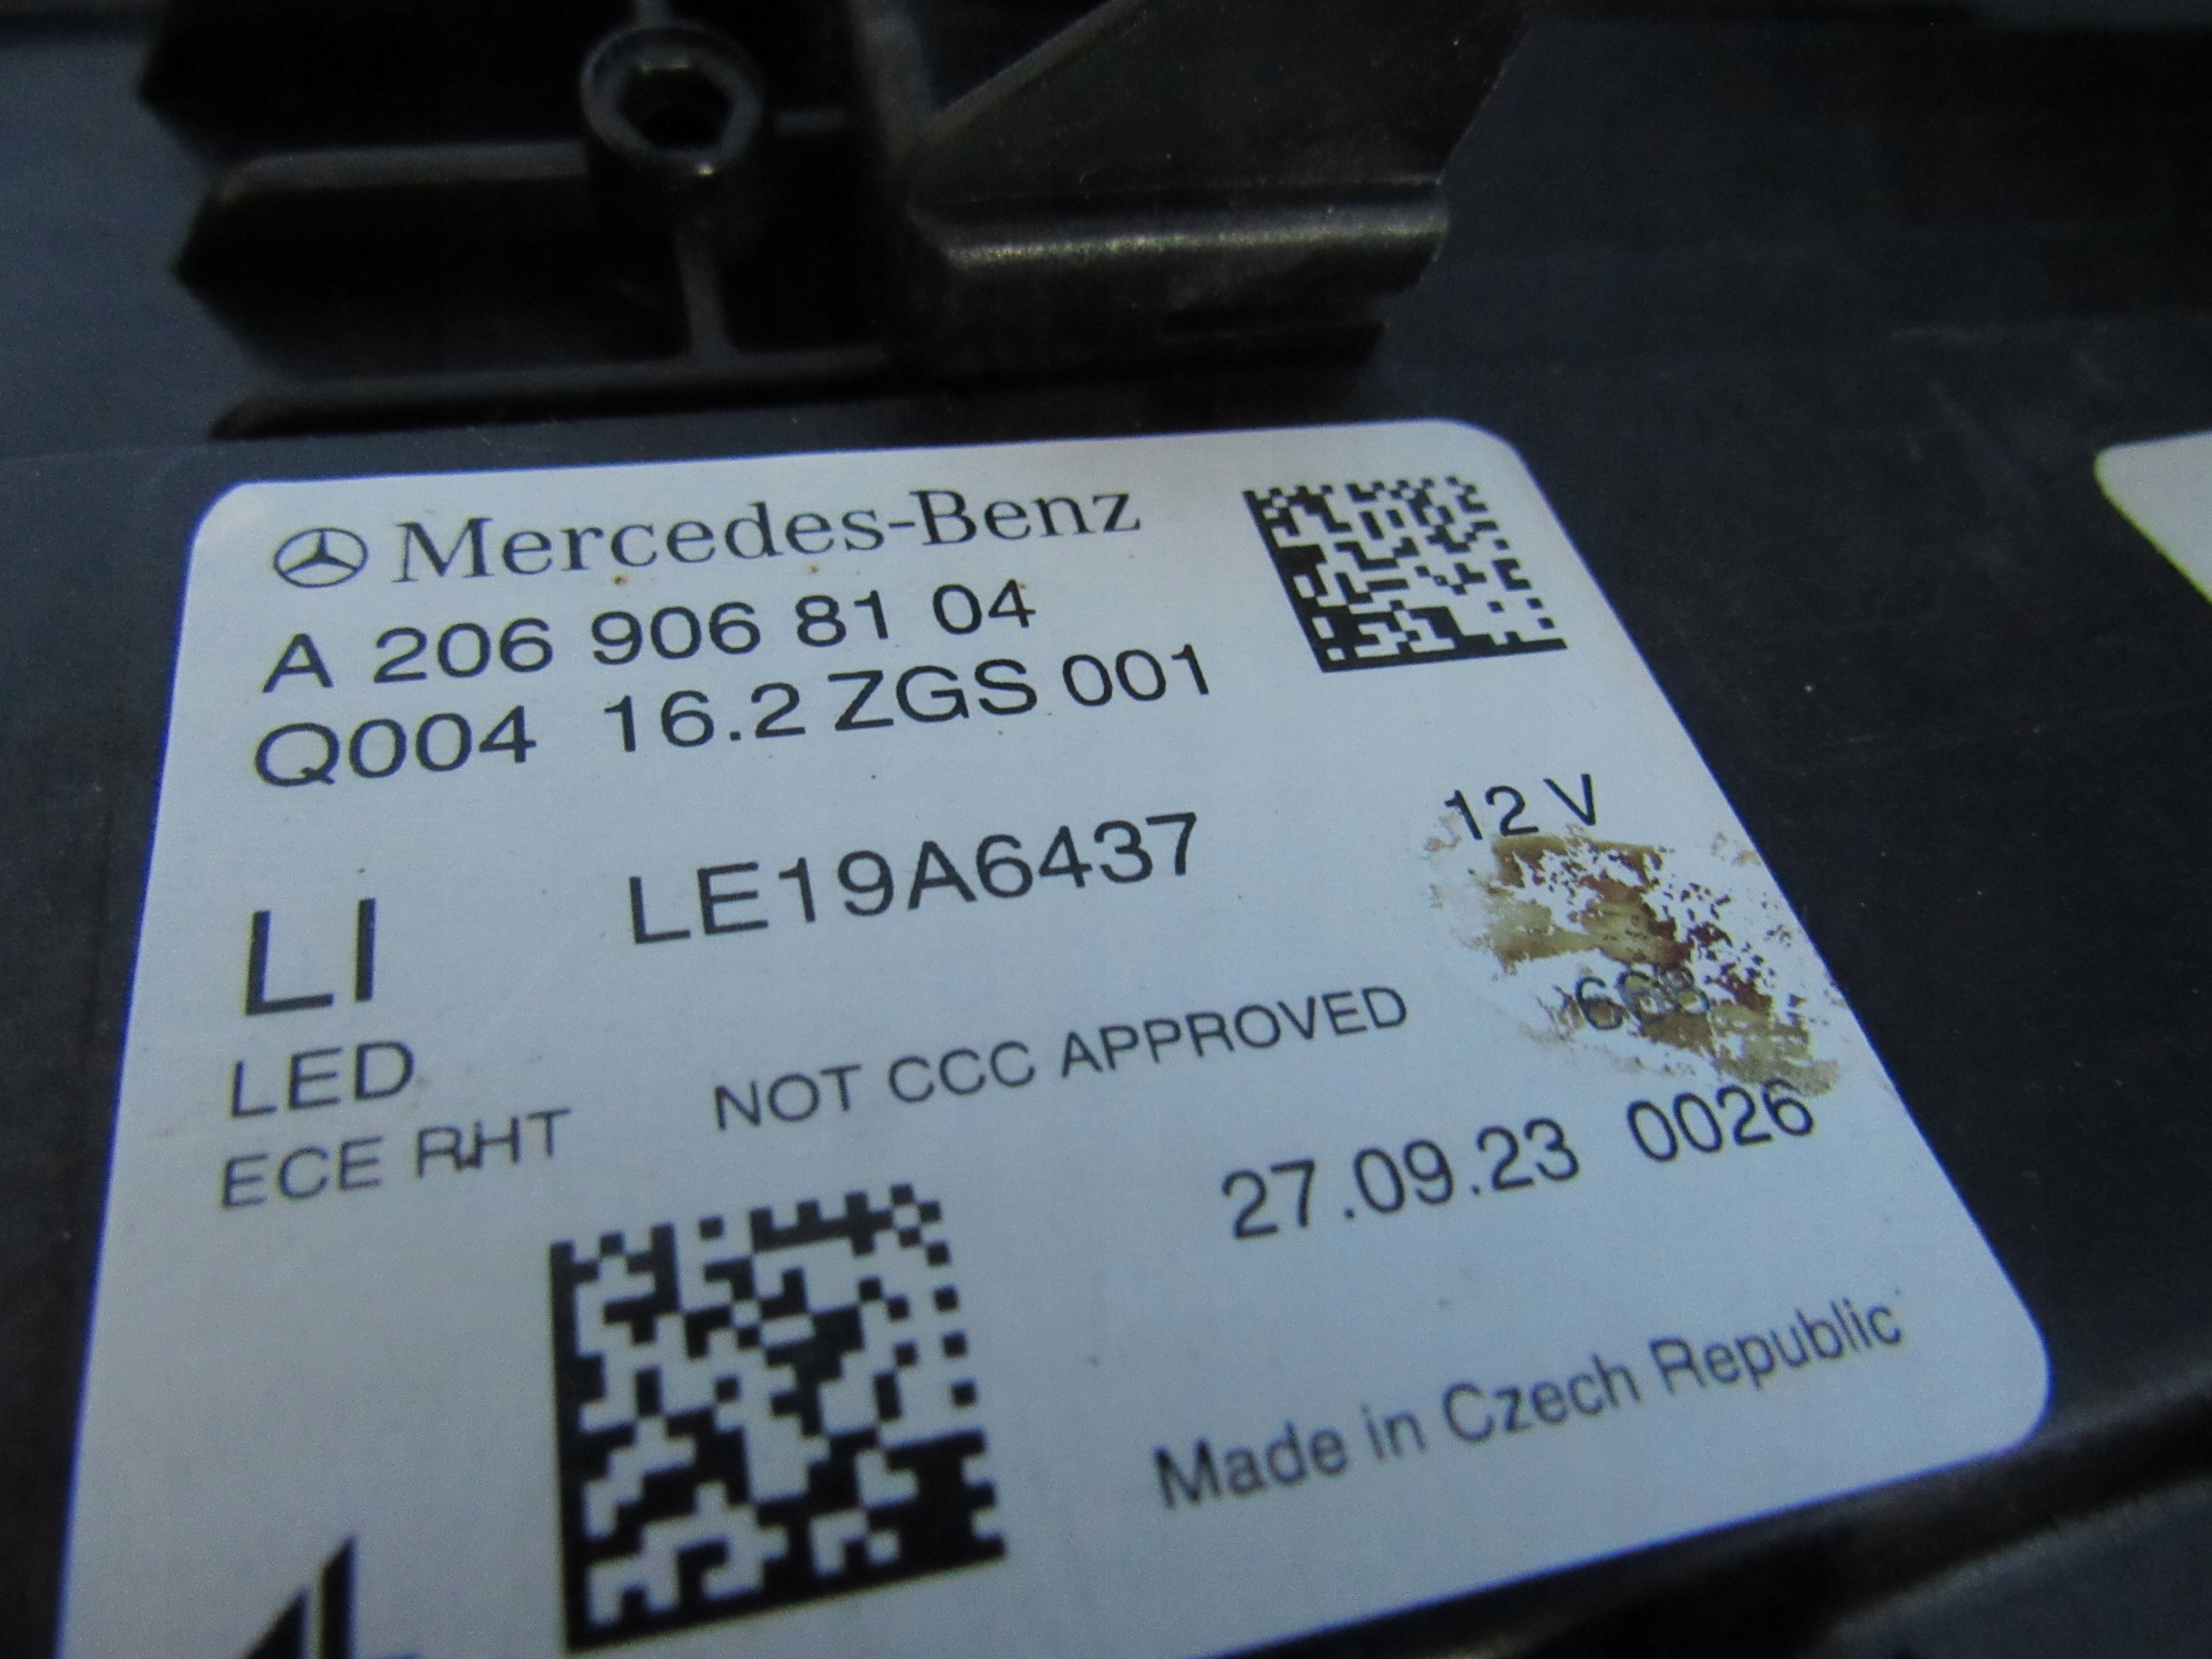 Mercedes-Benz
A 206 906 81 04
Q004 16.2 ZGS 001
12 V
LI LE19A6437
668
LED NOT CCC APPROVED
ECE RHT
27.09.23 0026
Made in Czech Republic